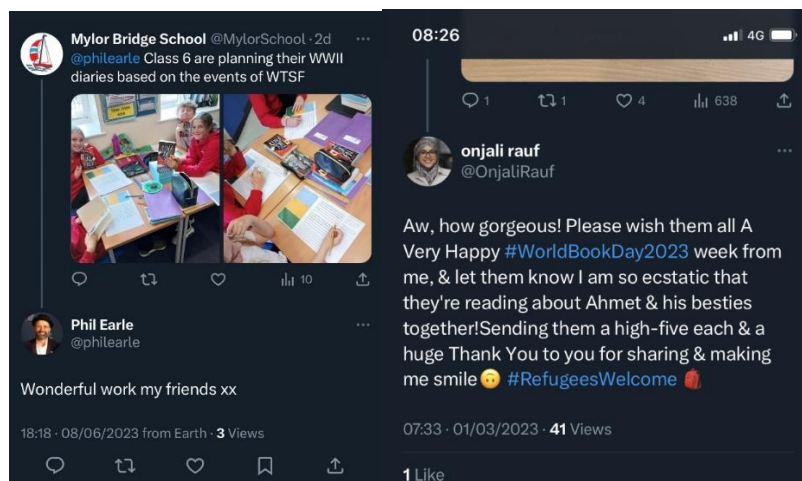 Mylor Bridge School @MylorSchool · 2d
@philearle Class 6 are planning their WWII
diaries based on the events of WTSF
10
Phil Earle
@philearle
Wonderful work my friends xx
18:18 · 08/06/2023 from Earth · 3 Views
08:26
4G
1 1 4 638
onjali rauf
@OnjaliRauf
Aw, how gorgeous! Please wish them all A
Very Happy #WorldBookDay2023 week from
me, & let them know I am so ecstatic that
they're reading about Ahmet & his besties
together!Sending them a high-five each & a
huge Thank You to you for sharing & making
me smile🙃 #RefugeesWelcome 🎒
07:33 · 01/03/2023 · 41 Views
1 Like